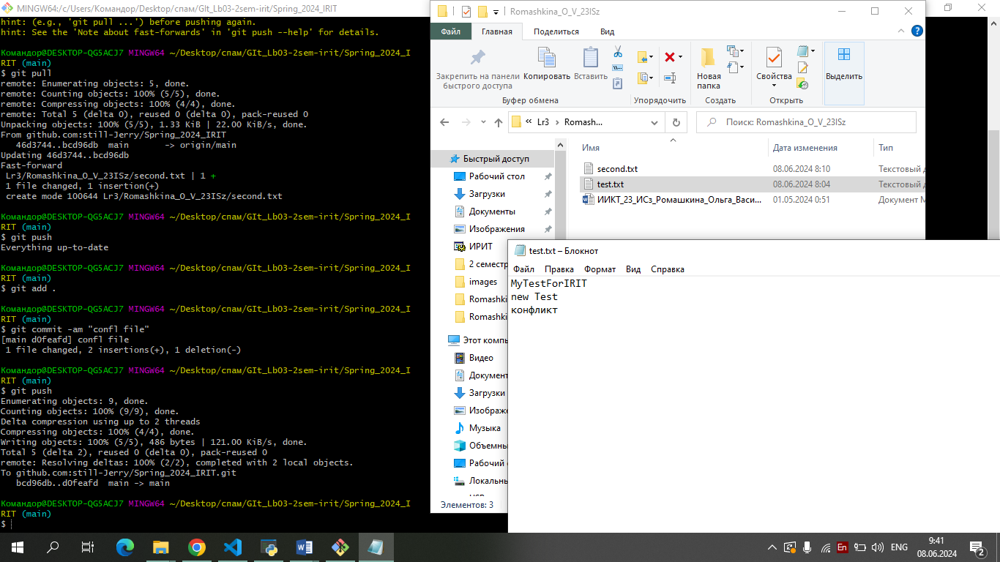 MINGW64:/c/Users/Командор/Desktop/спам/GIt_Lb03-2sem-irit/Spring_2024_IRIT
hint: (e.g., 'git pull ...') before pushing again.
hint: See the 'Note about fast-forwards' in 'git push --help' for details.
Командор@DESKTOP-QG5ACJ7 MINGW64 ~/Desktop/спам/GIt_Lb03-2sem-irit/Spring_2024_I
RIT (main)
$ git pull
remote: Enumerating objects: 5, done.
remote: Counting objects: 100% (5/5), done.
remote: Compressing objects: 100% (4/4), done.
remote: Total 5 (delta 0), reused 0 (delta 0), pack-reused 0
Unpacking objects: 100% (5/5), 1.33 KiB | 22.00 KiB/s, done.
From github.com:still-Jerry/Spring_2024_IRIT
46d3744..bcd96db main -> origin/main
Updating 46d3744..bcd96db
Fast-forward
Lr3/Romashkina_O_V_23ISz/second.txt | 1 +
1 file changed, 1 insertion(+)
create mode 100644 Lr3/Romashkina_O_V_23ISz/second.txt
Командор@DESKTOP-QG5ACJ7 MINGW64 ~/Desktop/спам/GIt_Lb03-2sem-irit/Spring_2024_I
RIT (main)
$ git push
Everything up-to-date
Командор@DESKTOP-QG5ACJ7 MINGW64 ~/Desktop/спам/GIt_Lb03-2sem-irit/Spring_2024_I
RIT (main)
$ git add .
Командор@DESKTOP-QG5ACJ7 MINGW64 ~/Desktop/спам/GIt_Lb03-2sem-irit/Spring_2024_I
RIT (main)
$ git commit -am "confl file"
[main d0feafd] confl file
1 file changed, 2 insertions(+), 1 deletion(-)
Командор@DESKTOP-QG5ACJ7 MINGW64 ~/Desktop/спам/GIt_Lb03-2sem-irit/Spring_2024_I
RIT (main)
$ git push
Enumerating objects: 9, done.
Counting objects: 100% (9/9), done.
Delta compression using up to 2 threads
Compressing objects: 100% (4/4), done.
Writing objects: 100% (5/5), 486 bytes | 121.00 KiB/s, done.
Total 5 (delta 2), reused 0 (delta 0), pack-reused 0
remote: Resolving deltas: 100% (2/2), completed with 2 local objects.
To github.com:still-Jerry/Spring_2024_IRIT.git
bcd96db..d0feafd main -> main
Командор@DESKTOP-QG5ACJ7 MINGW64 ~/Desktop/спам/GIt_Lb03-2sem-irit/Spring_2024_I
RIT (main)
$
Romashkina_O_V_23ISz
Файл Главная Поделиться Вид
Закрепить на панели быстрого доступа
Копировать
Вставить
Новая папка
Свойства
Выделить
Буфер обмена Упорядочить Создать Открыть
« Lr3 › Romash...
Поиск: Romashkina_O_V_23ISz
Имя Дата изменения Тип
second.txt 08.06.2024 8:10 Текстовый д
test.txt 08.06.2024 8:04 Текстовый д
ИИКТ_23_ИСз_Ромашкина_Ольга_Васи... 01.05.2024 0:51 Документ M
Быстрый доступ
Рабочий стол
Загрузки
Документы
Изображения
ИРИТ
2 семестр
images
Romashki
Romashki
Этот компь
Видео
Документ
Загрузки
Изображе
Музыка
Объемны
Рабочий с
Локальнь
Элементов: 3
test.txt – Блокнот
Файл Правка Формат Вид Справка
MyTestForIRIT
new Test
конфликт
En
ENG
9:41
08.06.2024
2